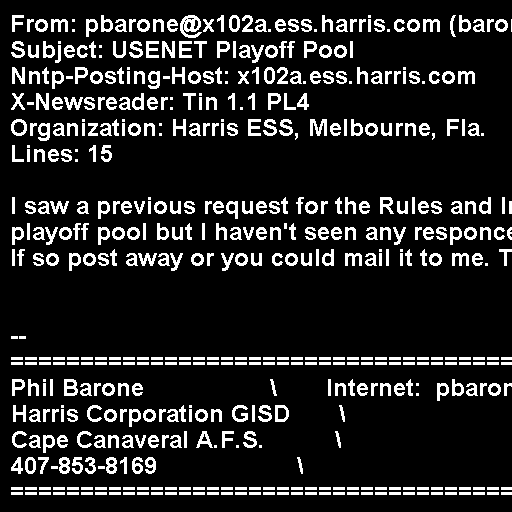 From: pbarone@x102a.ess.harris.com (baron
Subject: USENET Playoff Pool
Nntp-Posting-Host: x102a.ess.harris.com
X-Newsreader: Tin 1.1 PL4
Organization: Harris ESS, Melbourne, Fla.
Lines: 15
I saw a previous request for the Rules and In
playoff pool but I haven't seen any responce
If so post away or you could mail it to me. T
--
====================================
Phil Barone \ Internet: pbaron
Harris Corporation GISD \
Cape Canaveral A.F.S. \
407-853-8169 \
====================================